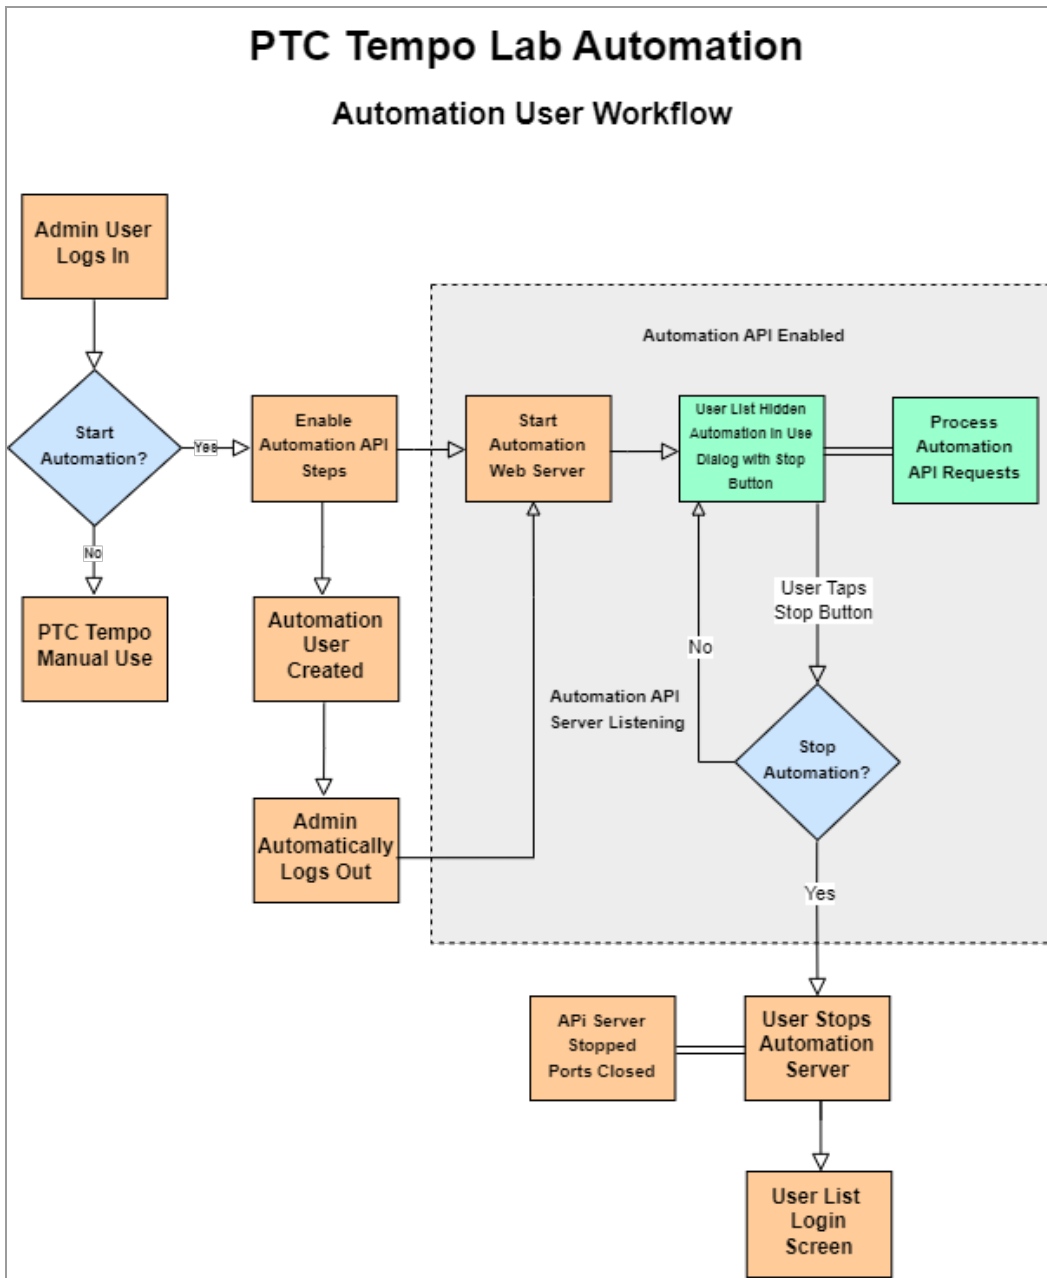 PTC Tempo Lab Automation
Automation User Workflow
Admin User
Logs In
Automation API Enabled
Start
Automation?
Yes
Enable
Automation API
Steps
Start
Automation
Web Server
User List Hidden
Automation In Use
Dialog with Stop
Button
Process
Automation
API Requests
No
PTC Tempo
Manual Use
Automation
User
Created
User Taps
Stop Button
No
Automation API
Server Listening
Stop
Automation?
Admin
Automatically
Logs Out
Yes
APi Server
Stopped
Ports Closed
User Stops
Automation
Server
User List
Login
Screen